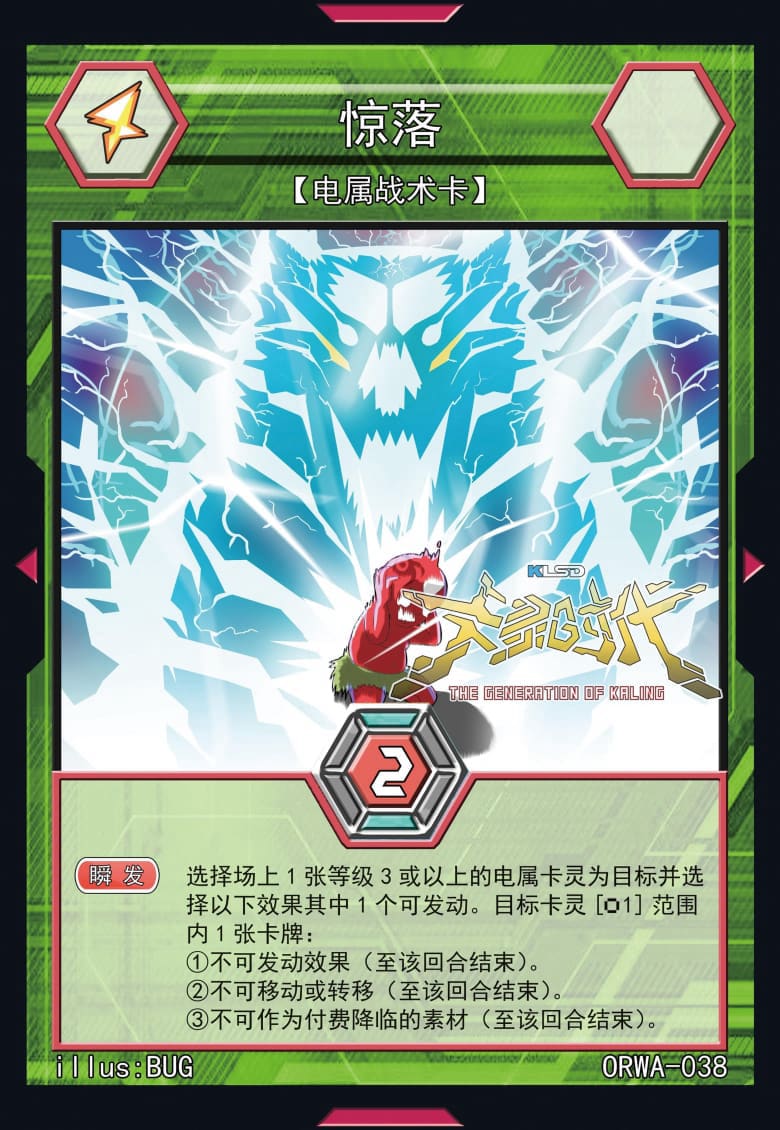 惊落
【电属战术卡】
KLSD
卡灵时代
THE GENERATION OF KALING
2
瞬发
选择场上1张等级3或以上的电属卡灵为目标并选
择以下效果其中1个可发动。目标卡灵[O1]范围
内1张卡牌:
①不可发动效果(至该回合结束)。
②不可移动或转移(至该回合结束)。
③不可作为付费降临的素材(至该回合结束)。
illus:BUG
ORWA-038